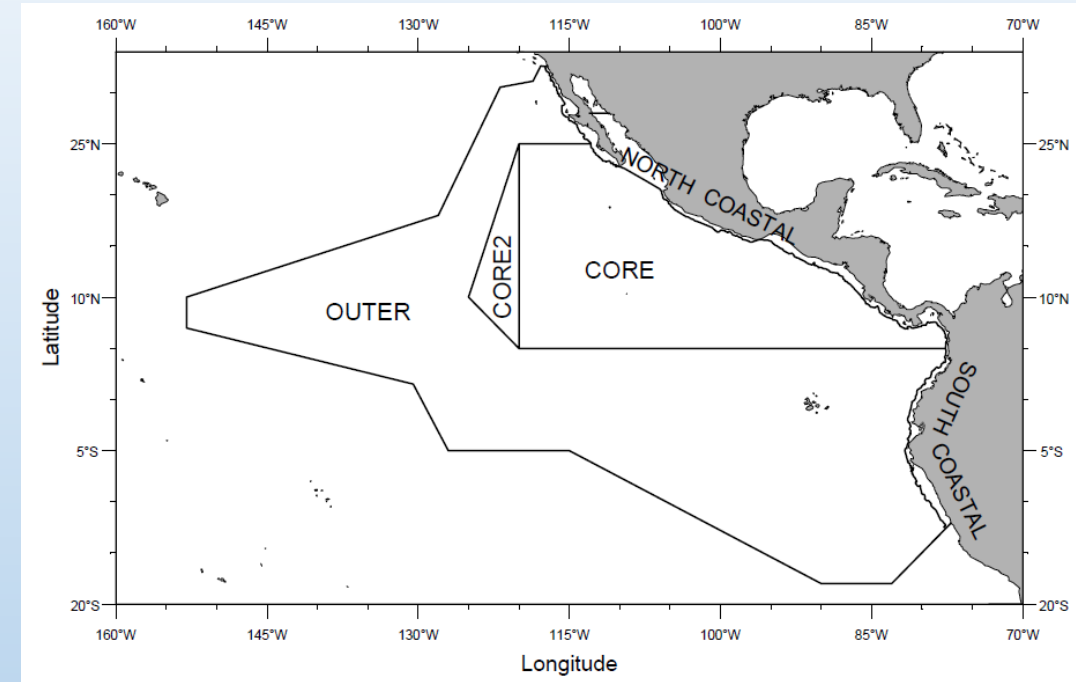 160°W 145°W 130°W 115°W 100°W 85°W 70°W
25°N 25°N
NORTH COASTAL
CORE2
CORE
OUTER
10°N 10°N
Latitude
SOUTH COASTAL
5°S 5°S
20°S 20°S
160°W 145°W 130°W 115°W 100°W 85°W 70°W
Longitude